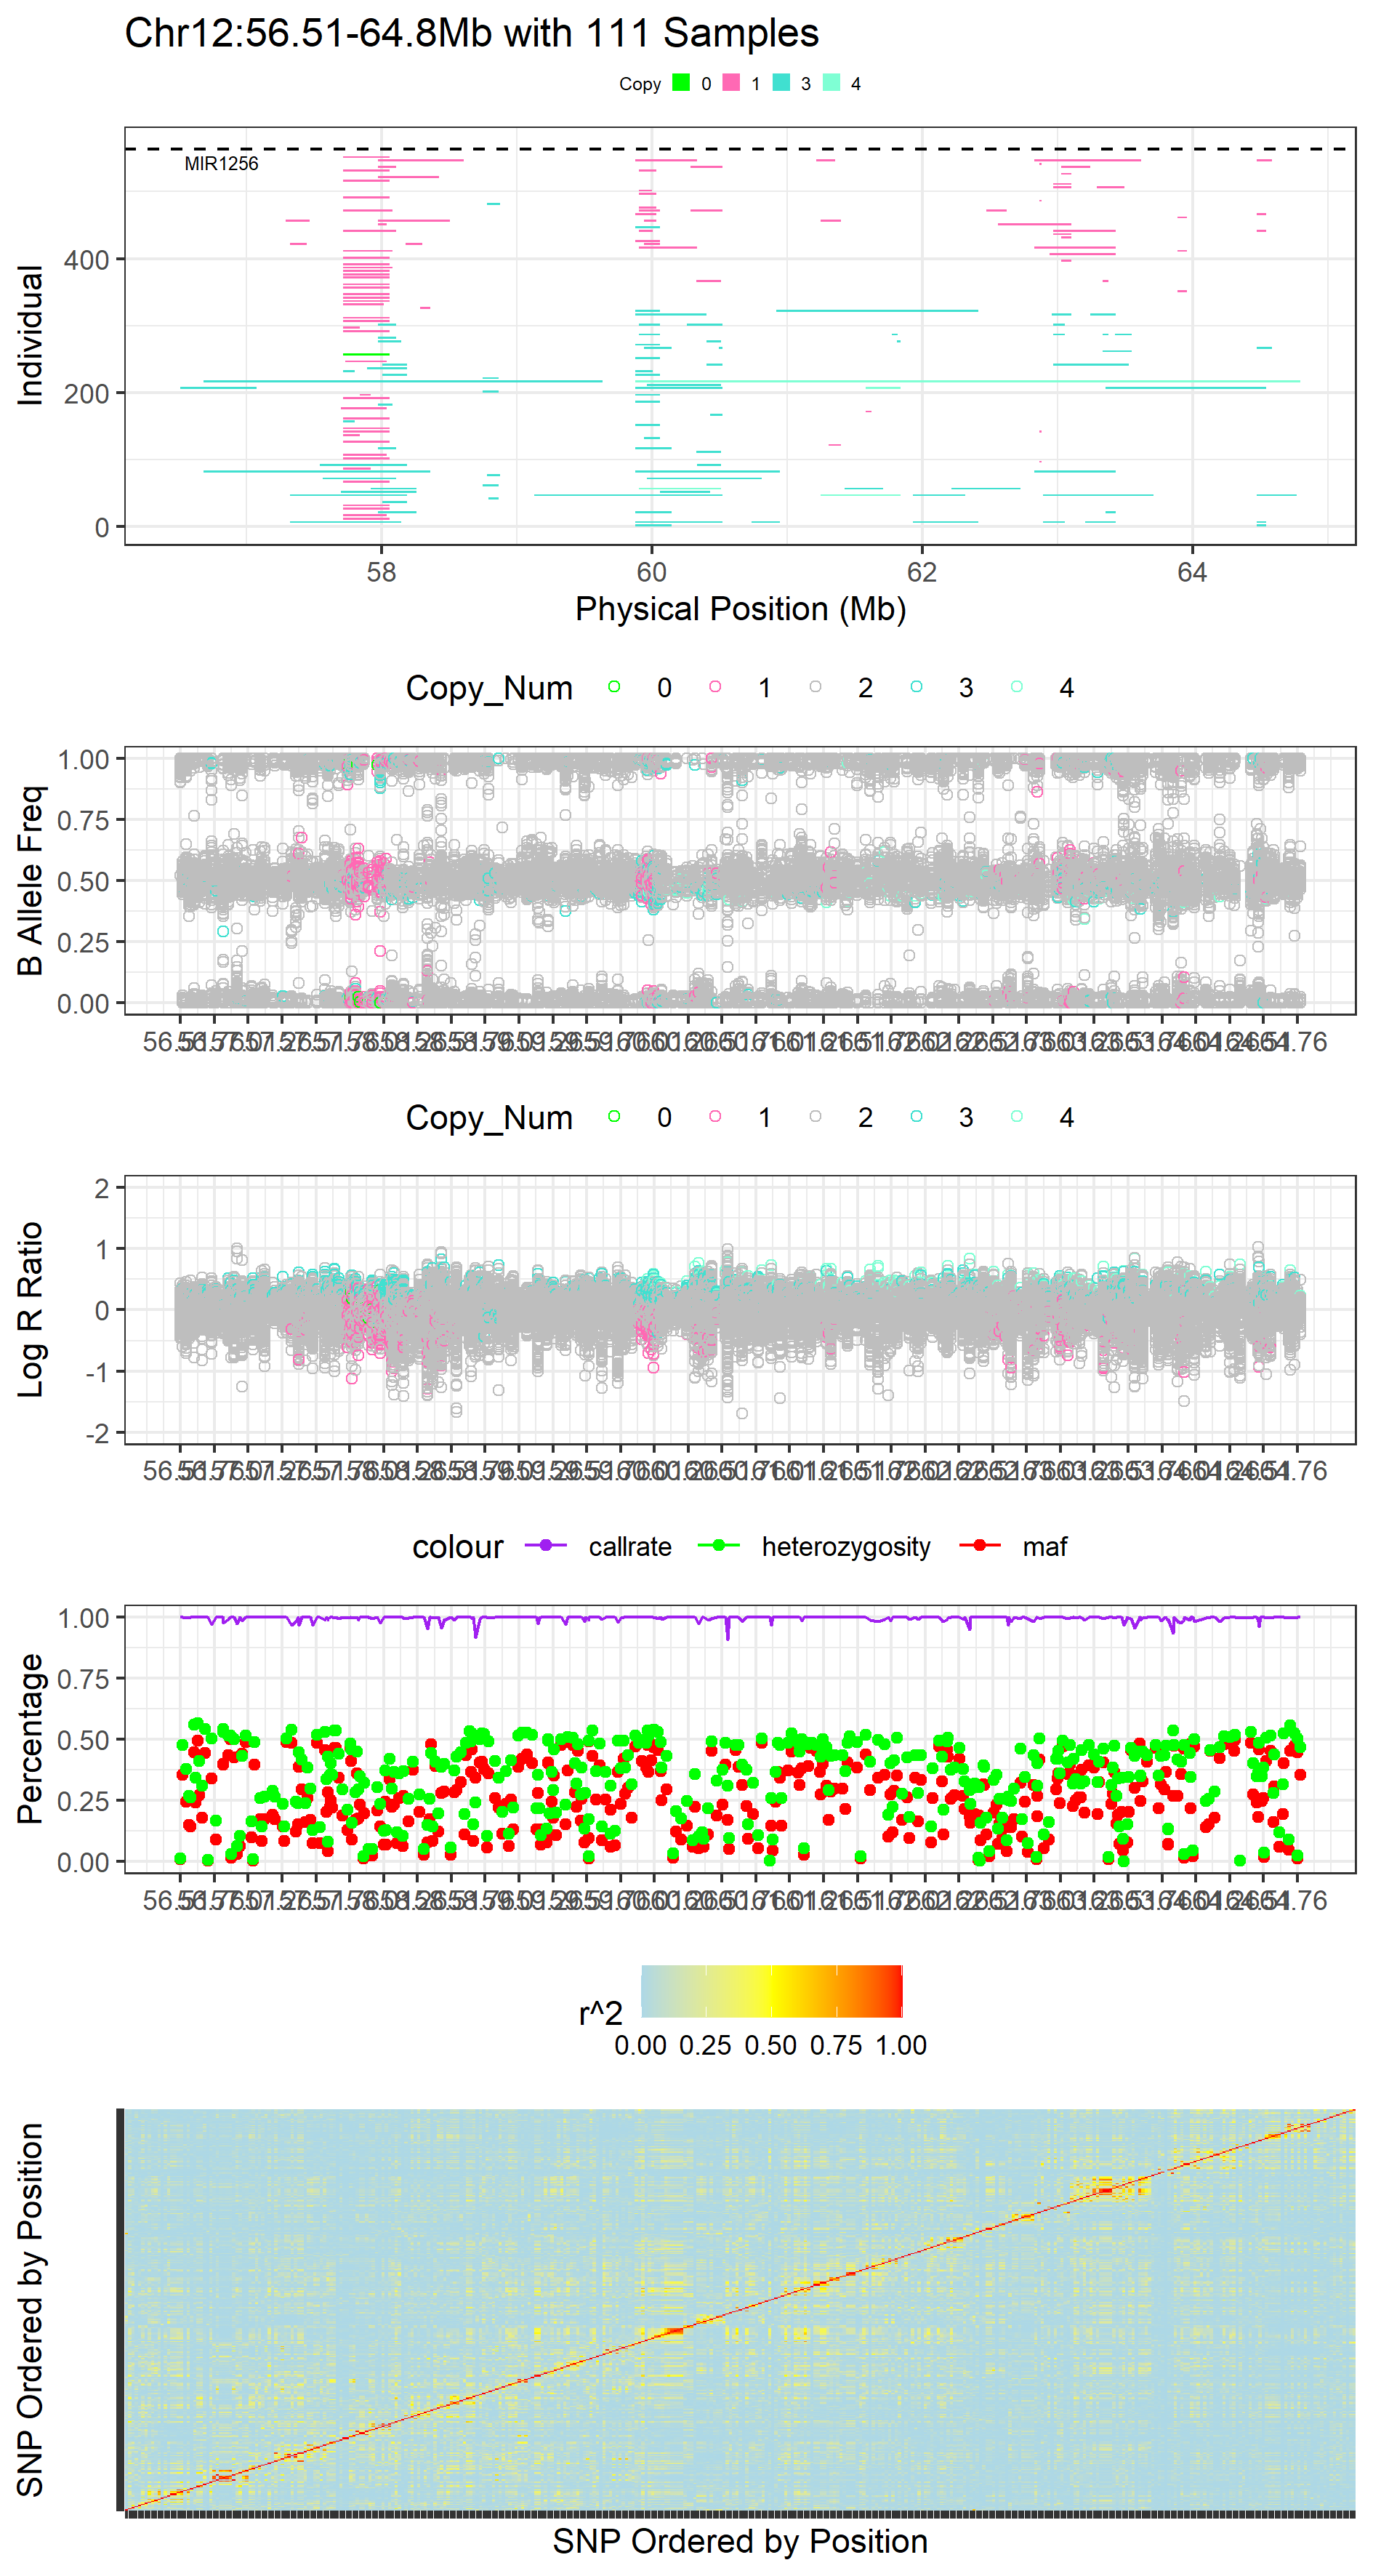 Chr12:56.51-64.8Mb with 111 Samples
Copy 0 1 3 4
MIR1256
Individual
400
200
0
58 60 62 64
Physical Position (Mb)
Copy_Num 0 1 2 3 4
B Allele Freq
1.00
0.75
0.50
0.25
0.00
Copy_Num 0 1 2 3 4
Log R Ratio
2
1
0
-1
-2
colour callrate heterozygosity maf
Percentage
1.00
0.75
0.50
0.25
0.00
r^2
0.00 0.25 0.50 0.75 1.00
SNP Ordered by Position
SNP Ordered by Position